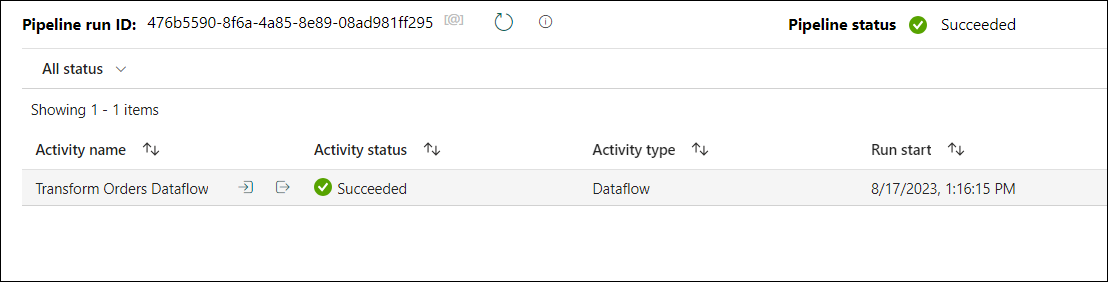 Pipeline run ID: 476b5590-8f6a-4a85-8e89-08ad981ff295 [@] Pipeline status Succeeded
All status
Showing 1 - 1 items
Activity name Activity status Activity type Run start
Transform Orders Dataflow Succeeded Dataflow 8/17/2023, 1:16:15 PM